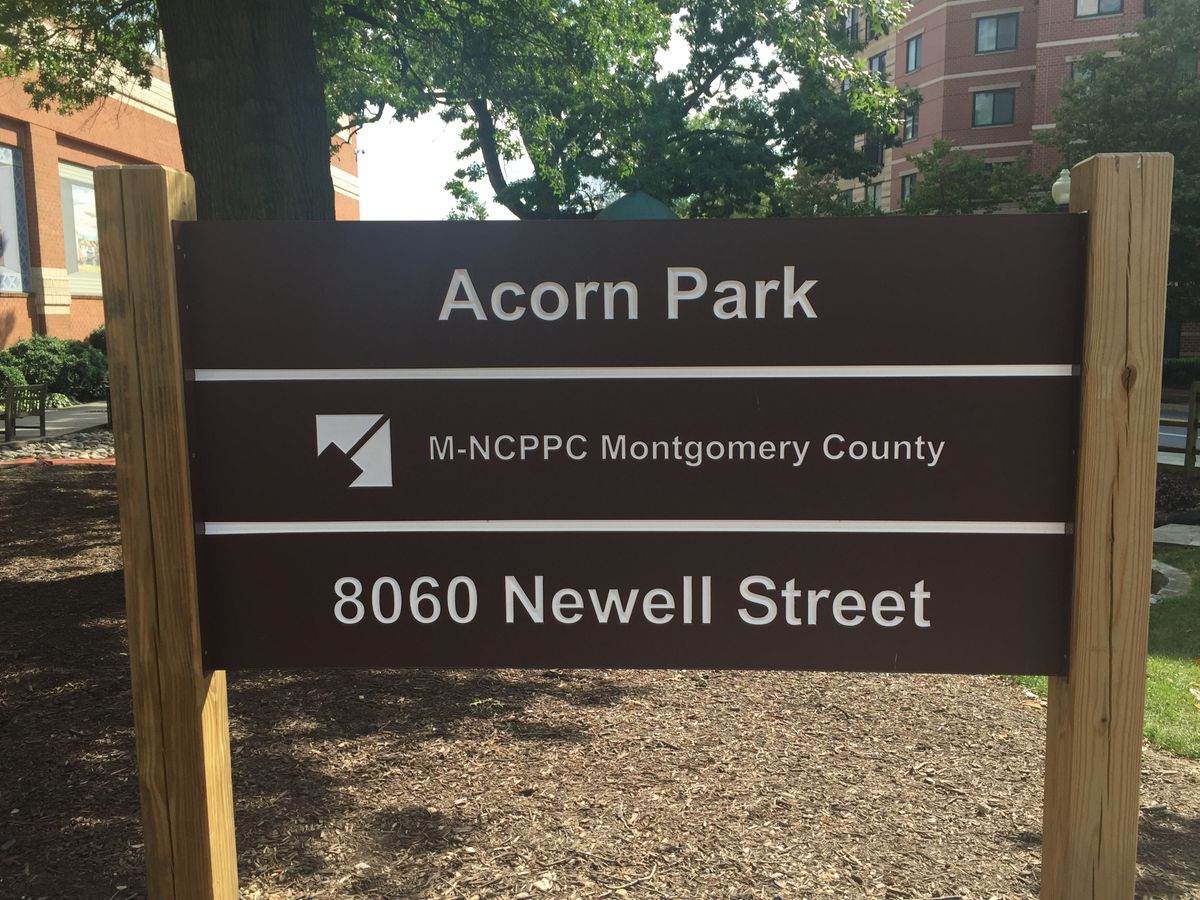 Acorn Park
M-NCPPC Montgomery County
8060 Newell Street